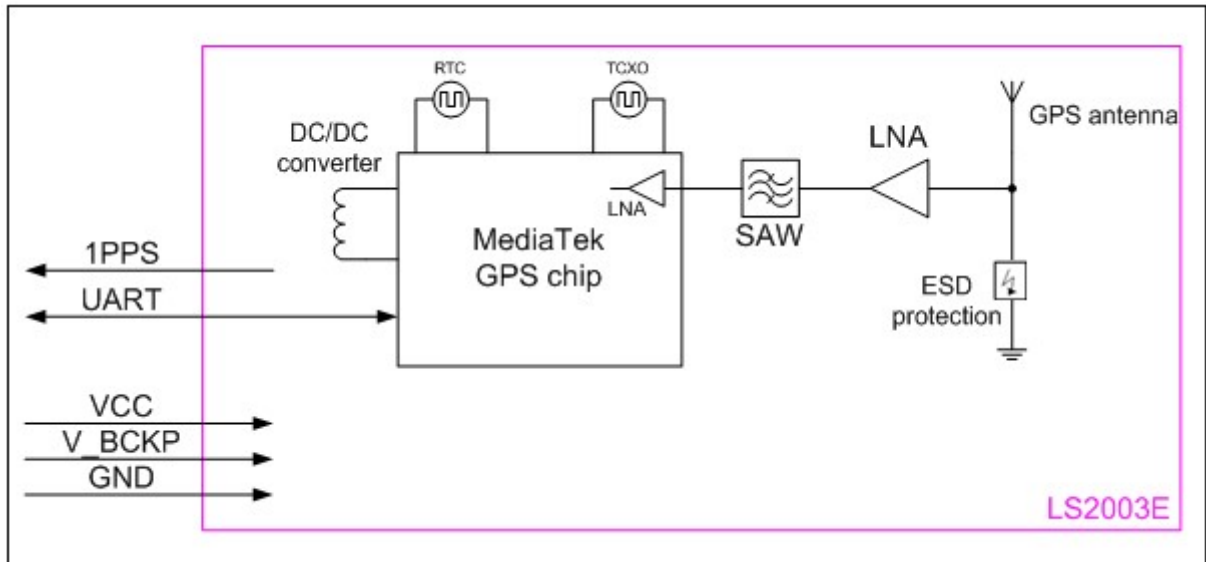 RTC
TCXO
DC/DC
converter
GPS antenna
LNA
LNA
SAW
MediaTek
GPS chip
1PPS
UART
ESD
protection
VCC
V_BCKP
GND
LS2003E